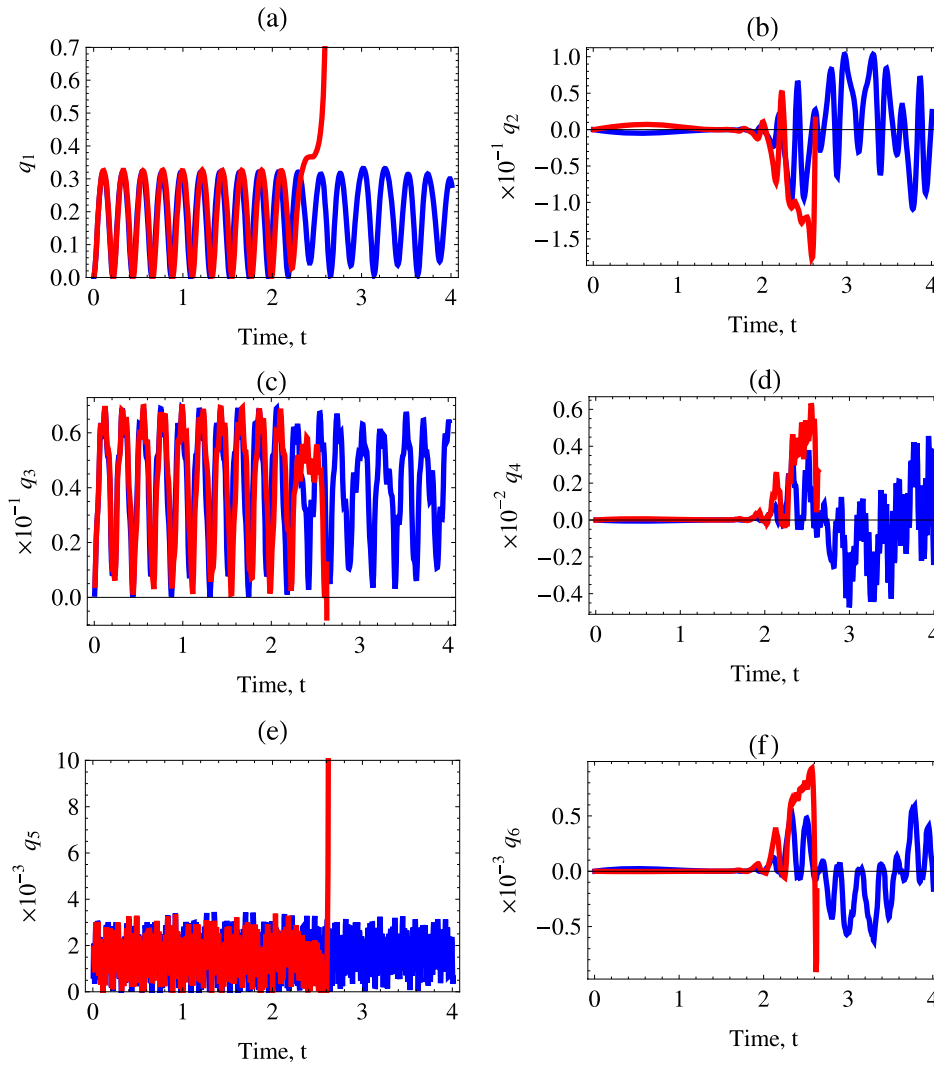 (a)
0.7
0.6
0.5
0.4
0.3
0.2
0.1
0.0
q1
0 1 2 3 4
Time, t
(b)
1.0
0.5
0.0
−0.5
−1.0
−1.5
×10−1 q2
0 1 2 3 4
Time, t
(c)
0.6
0.4
0.2
0.0
×10−1 q3
0 1 2 3 4
Time, t
(d)
0.6
0.4
0.2
0.0
−0.2
−0.4
×10−2 q4
0 1 2 3 4
Time, t
(e)
10
8
6
4
2
0
×10−3 q5
0 1 2 3 4
Time, t
(f)
0.5
0.0
−0.5
×10−3 q6
0 1 2 3 4
Time, t